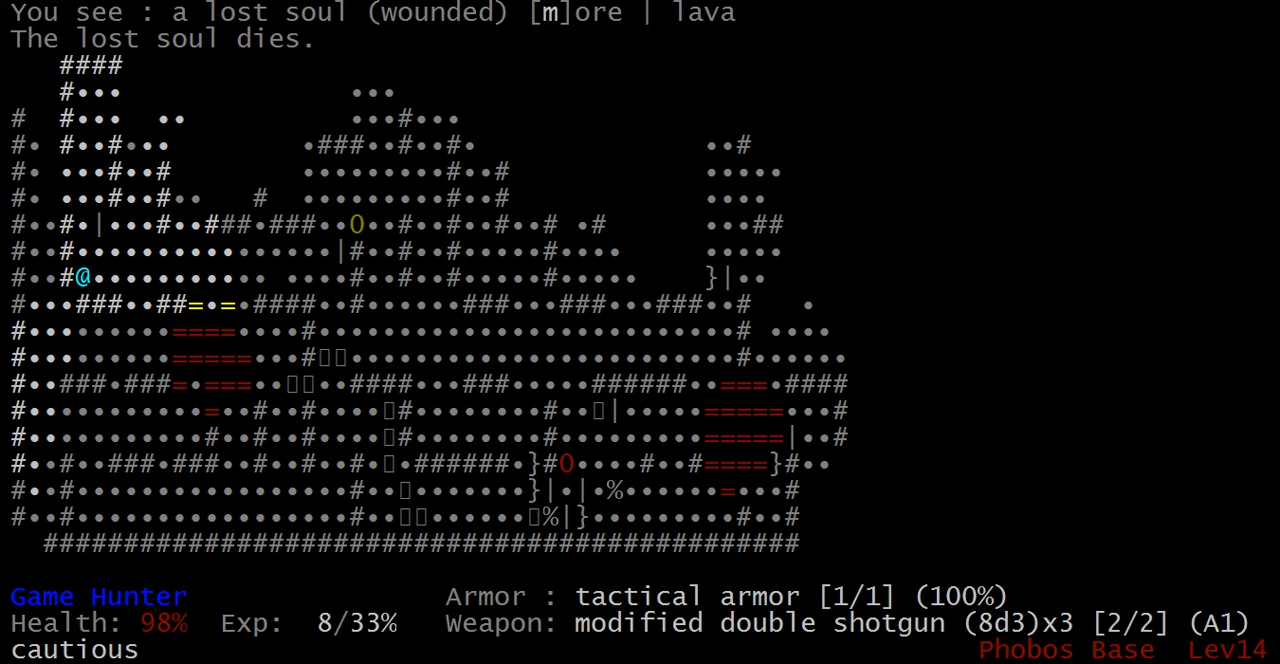 You see : a lost soul (wounded) [m]ore | lava
The lost soul dies.
Game Hunter
Armor : tactical armor [1/1] (100%)
Health: 98% Exp: 8/33% Weapon: modified double shotgun (8d3)x3 [2/2] (A1)
cautious
Phobos Base Lev14